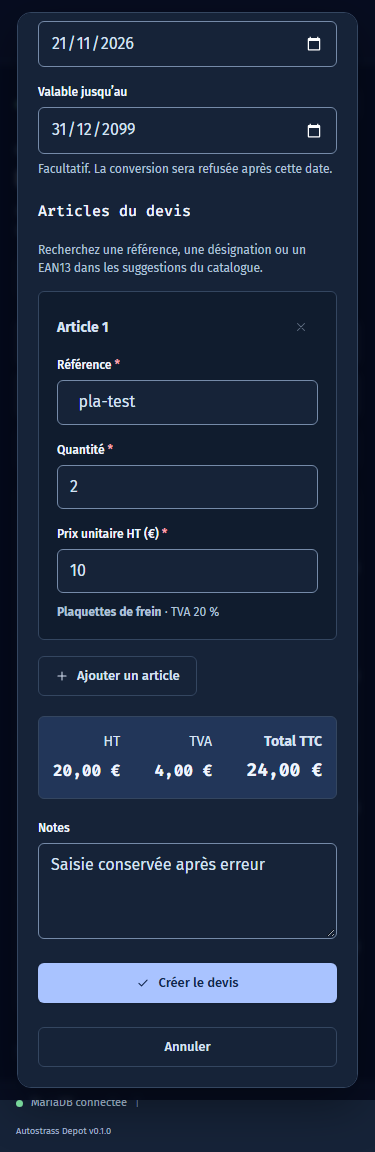 21/11/2026
Valable jusqu'au
31/12/2099
Facultatif. La conversion sera refusée après cette date.
Articles du devis
Recherchez une référence, une désignation ou un
EAN13 dans les suggestions du catalogue.
Article 1
Référence *
pla-test
Quantité *
2
Prix unitaire HT (€) *
10
Plaquettes de frein · TVA 20 %
Ajouter un article
HT TVA Total TTC
20,00 € 4,00 € 24,00 €
Notes
Saisie conservée après erreur
Créer le devis
Annuler
MariaDB connectée
Autostrass Depot v0.1.0